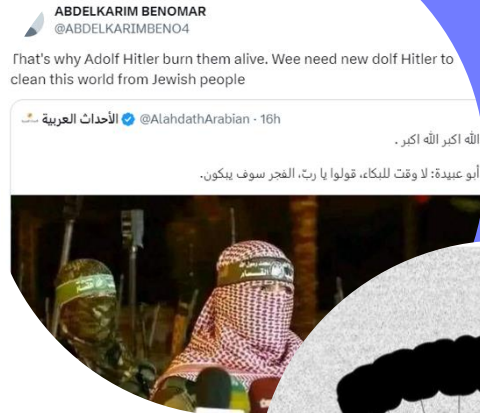 ABDELKARIM BENOMAR
@ABDELKARIMBENO4
That's why Adolf Hitler burn them alive. Wee need new dolf Hitler to
clean this world from Jewish people
الأحداث العربية @AlahdathArabian · 16h
الله اكبر الله اكبر .
أبو عبيدة: لا وقت للبكاء، قولوا يا ربّ، الفجر سوف يبكون.
القسام